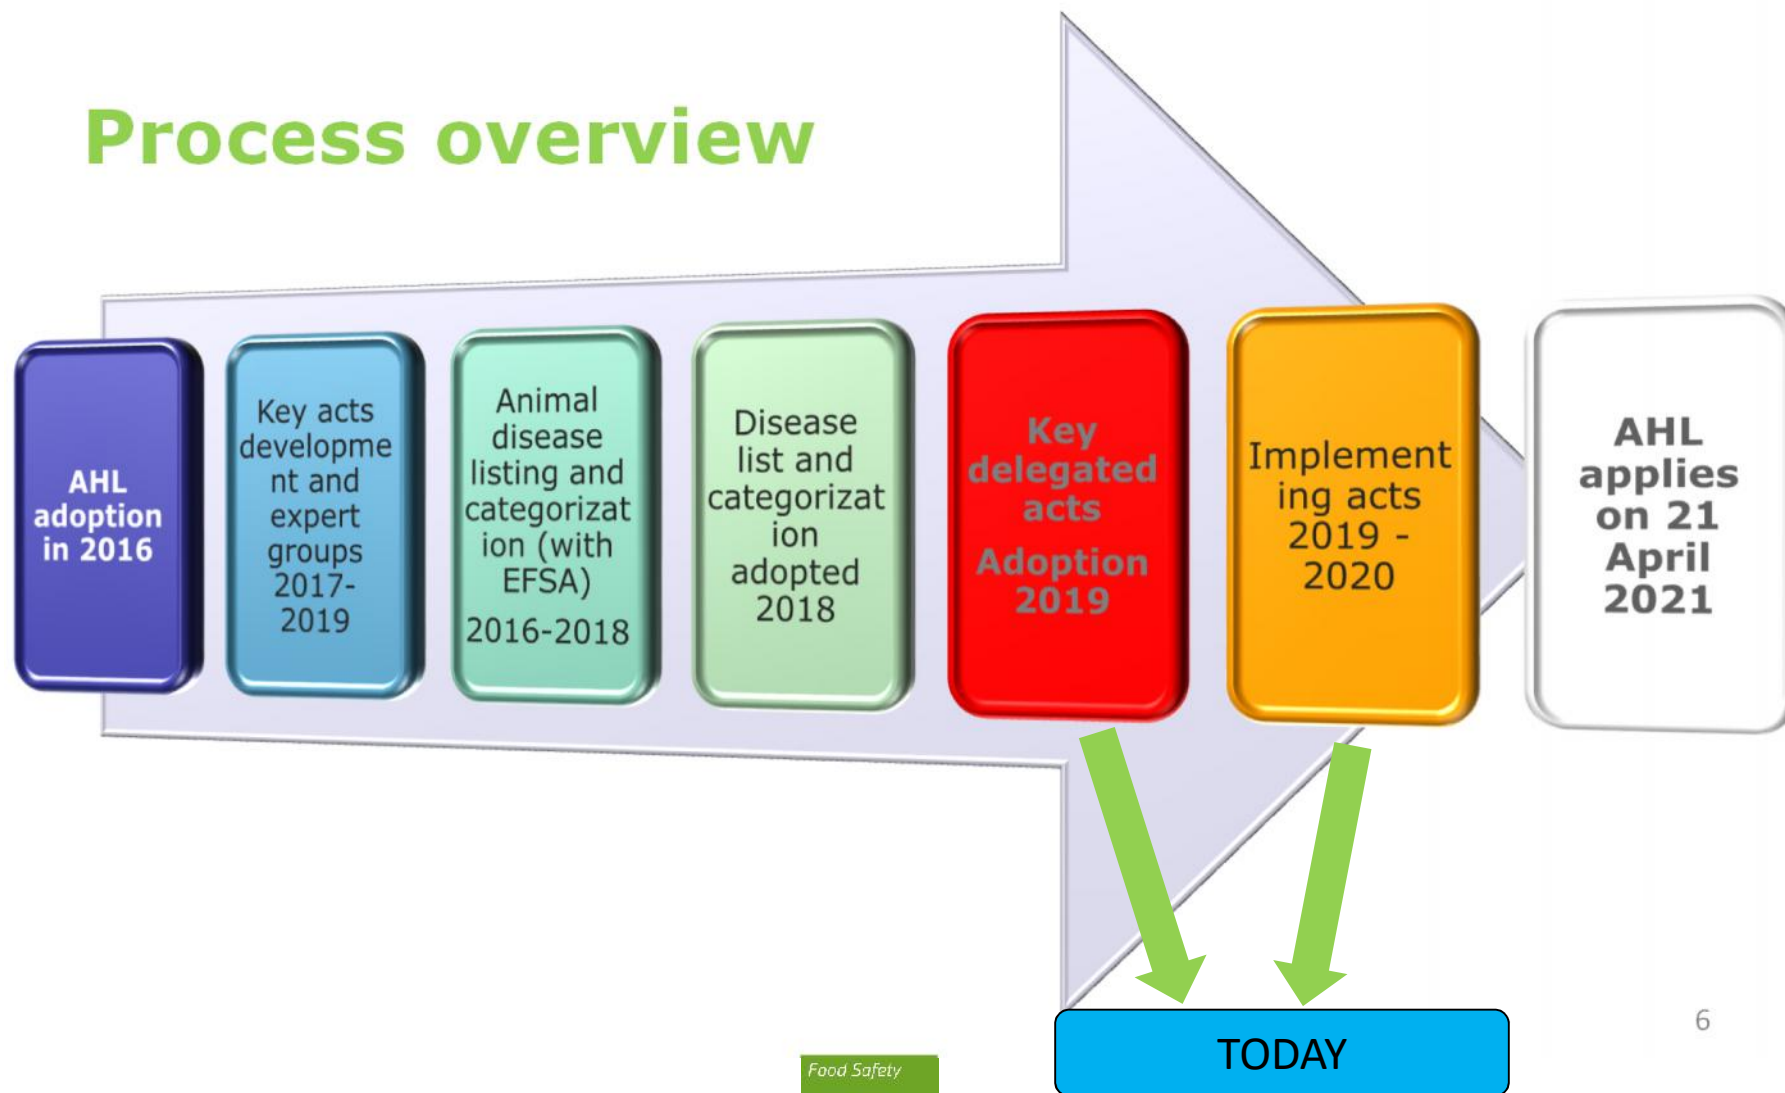 Process overview
AHL
adoption
in 2016
Key acts
developme
nt and
expert
groups
2017-
2019
Animal
disease
listing and
categorizat
ion (with
EFSA)
2016-2018
Disease
list and
categorizat
ion
adopted
2018
Key
delegated
acts
Adoption
2019
Implement
ing acts
2019 -
2020
AHL
applies
on 21
April
2021
TODAY
6
Food Safety